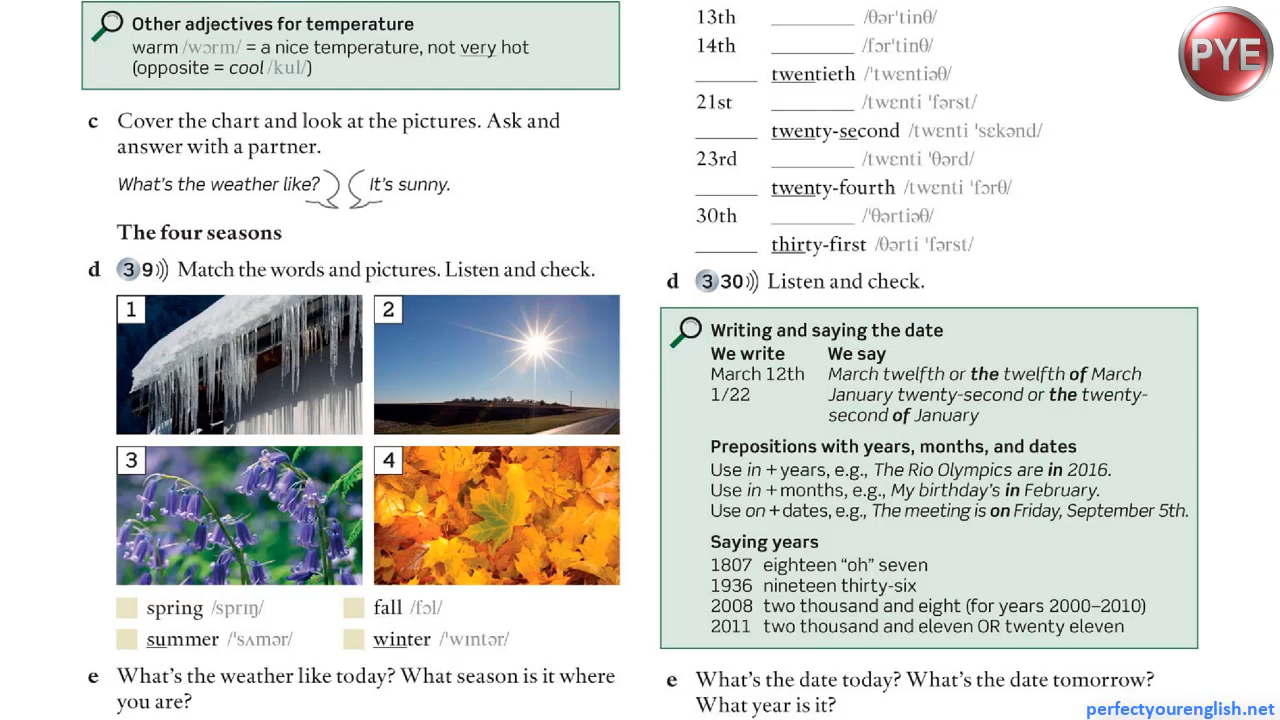 Other adjectives for temperature
warm /wɔrm/ = a nice temperature, not very hot
(opposite = cool /kul/)
c Cover the chart and look at the pictures. Ask and
answer with a partner.
What's the weather like? It's sunny.
The four seasons
d 3 9 Match the words and pictures. Listen and check.
1
2
3
4
spring /sprɪŋ/
fall /fɔl/
summer /ˈsʌmər/
winter /ˈwɪntər/
e What's the weather like today? What season is it where
you are?
13th ________ /θərˈtinθ/
14th ________ /fɔrˈtinθ/
______ twentieth /ˈtwɛntiəθ/
21st ________ /twɛnti ˈfərst/
______ twenty-second /twɛnti ˈsɛkənd/
23rd ________ /twɛnti ˈθərd/
______ twenty-fourth /twɛnti ˈfɔrθ/
30th ________ /ˈθərtiəθ/
______ thirty-first /θərti ˈfərst/
d 3 30 Listen and check.
Writing and saying the date
We write We say
March 12th March twelfth or the twelfth of March
1/22 January twenty-second or the twenty-
second of January
Prepositions with years, months, and dates
Use in + years, e.g., The Rio Olympics are in 2016.
Use in + months, e.g., My birthday's in February.
Use on + dates, e.g., The meeting is on Friday, September 5th.
Saying years
1807 eighteen “oh” seven
1936 nineteen thirty-six
2008 two thousand and eight (for years 2000–2010)
2011 two thousand and eleven OR twenty eleven
e What's the date today? What's the date tomorrow?
What year is it?
PYE
perfectyourenglish.net